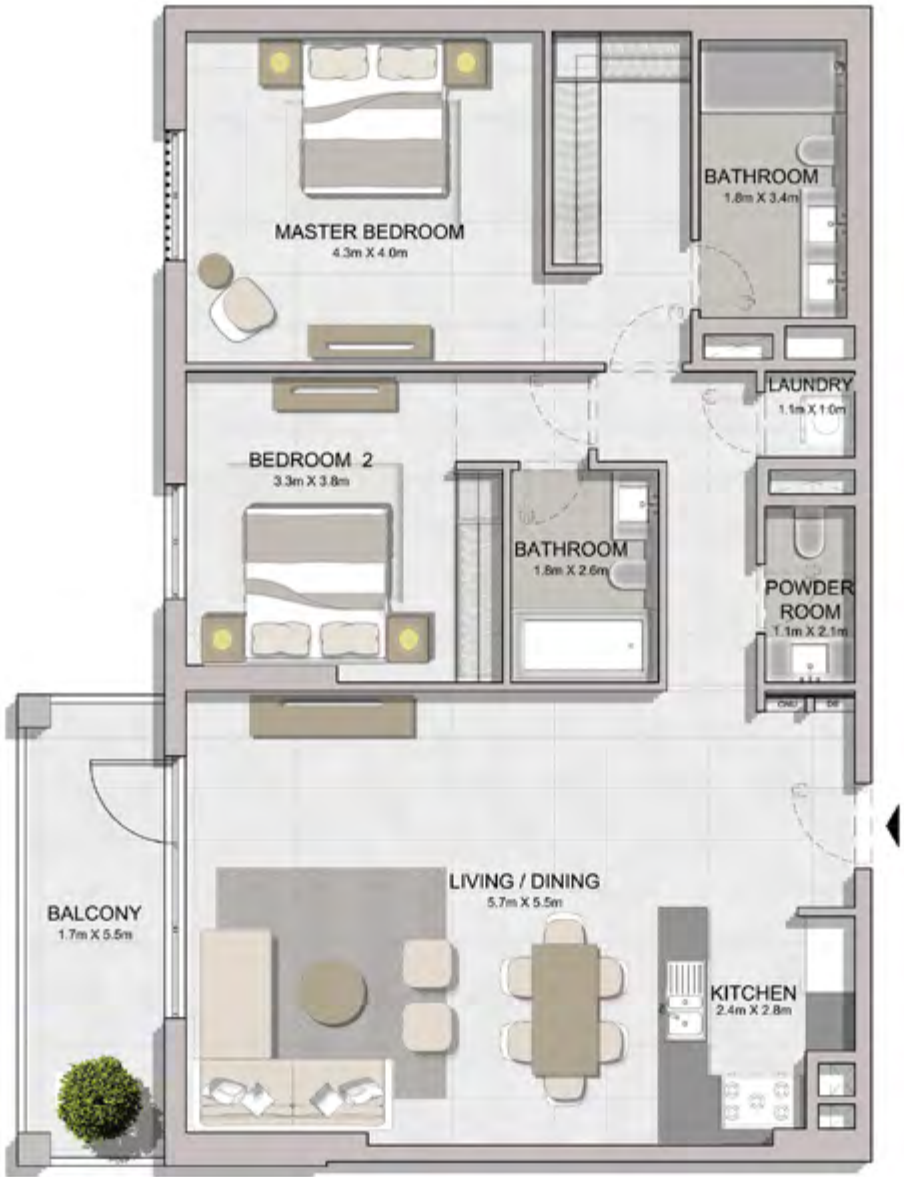 MASTER BEDROOM
4.3m X 4.0m
BATHROOM
1.8m X 3.4m
LAUNDRY
1.1m X 1.0m
BEDROOM 2
3.3m X 3.8m
BATHROOM
1.8m X 2.6m
POWDER
ROOM
1.1m X 2.1m
LIVING / DINING
5.7m X 5.5m
BALCONY
1.7m X 5.5m
KITCHEN
2.4m X 2.8m